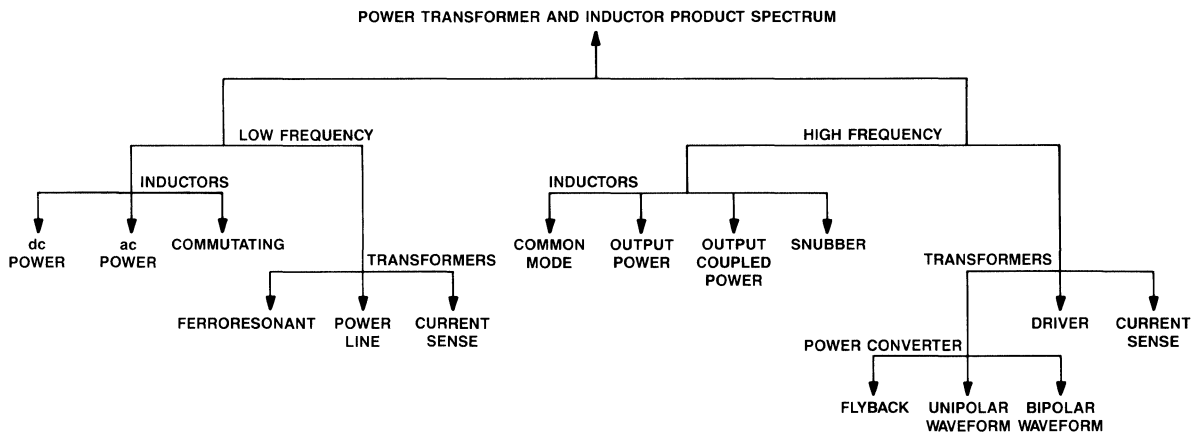 POWER TRANSFORMER AND INDUCTOR PRODUCT SPECTRUM
LOW FREQUENCY
HIGH FREQUENCY
INDUCTORS
dc
POWER
ac
POWER
COMMUTATING
TRANSFORMERS
FERRORESONANT
POWER
LINE
CURRENT
SENSE
INDUCTORS
COMMON
MODE
OUTPUT
POWER
OUTPUT
COUPLED
POWER
SNUBBER
TRANSFORMERS
DRIVER
CURRENT
SENSE
POWER CONVERTER
FLYBACK
UNIPOLAR
WAVEFORM
BIPOLAR
WAVEFORM